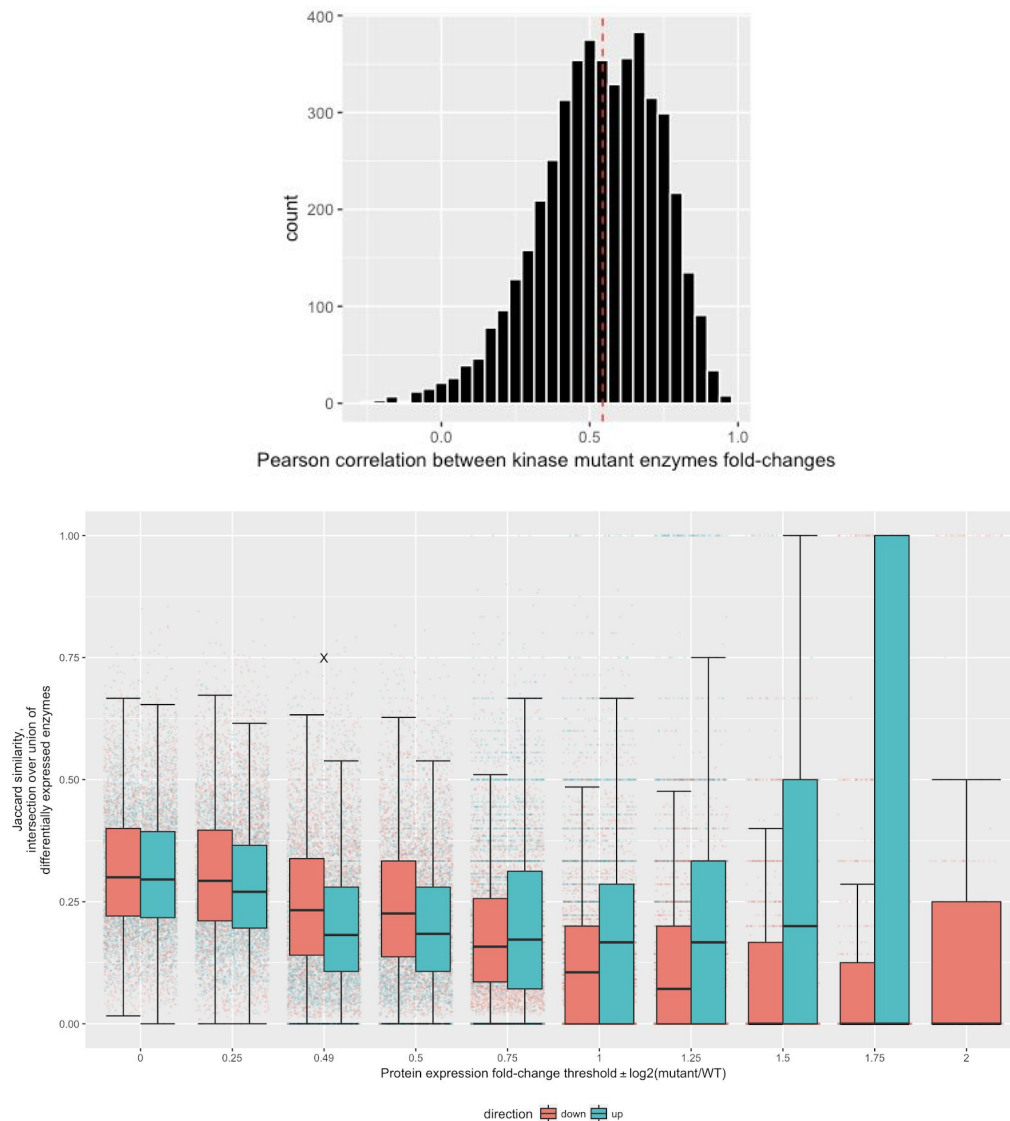 400
300
200
100
0
count
0.0 0.5 1.0
Pearson correlation between kinase mutant enzymes fold-changes
1.00
0.75
0.50
0.25
0.00
Jaccard similarity,
intersection over union of
differentially expressed enzymes
X
0 0.25 0.49 0.5 0.75 1 1.25 1.5 1.75 2
Protein expression fold-change threshold ± log2(mutant/WT)
direction down up